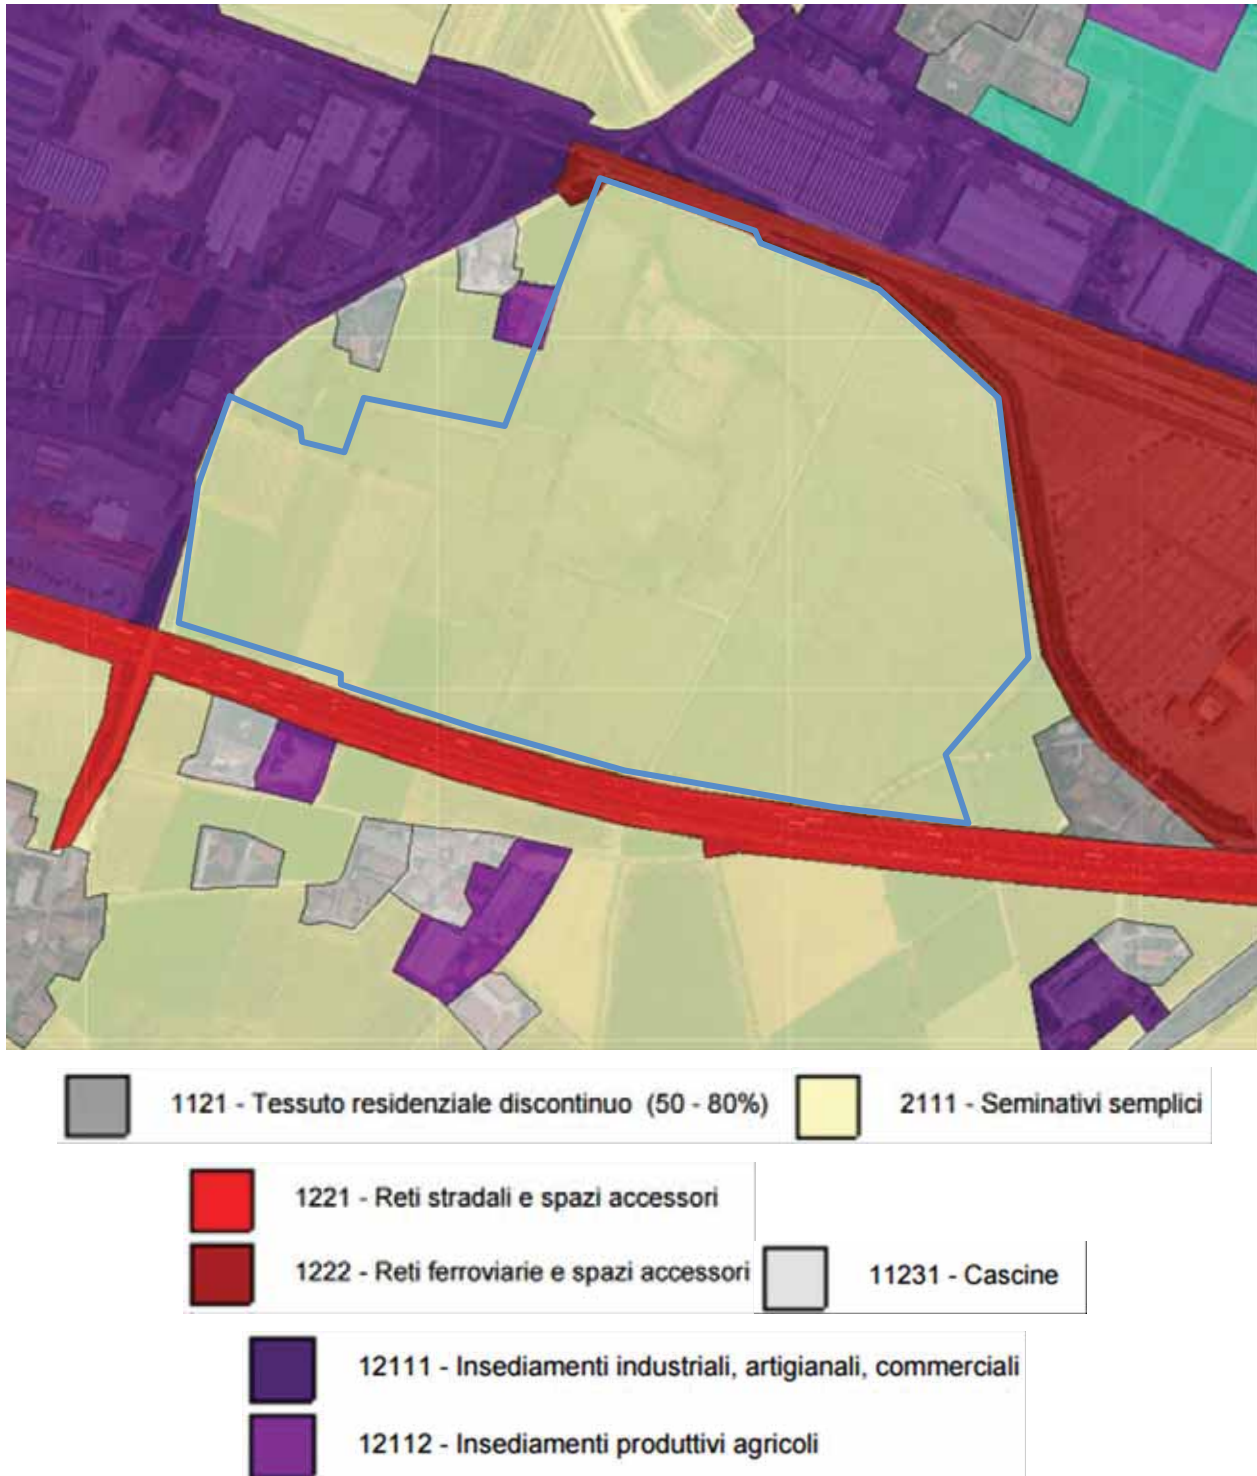 1121 - Tessuto residenziale discontinuo (50 - 80%)
2111 - Seminativi semplici
1221 - Reti stradali e spazi accessori
1222 - Reti ferroviarie e spazi accessori
11231 - Cascine
12111 - Insediamenti industriali, artigianali, commerciali
12112 - Insediamenti produttivi agricoli